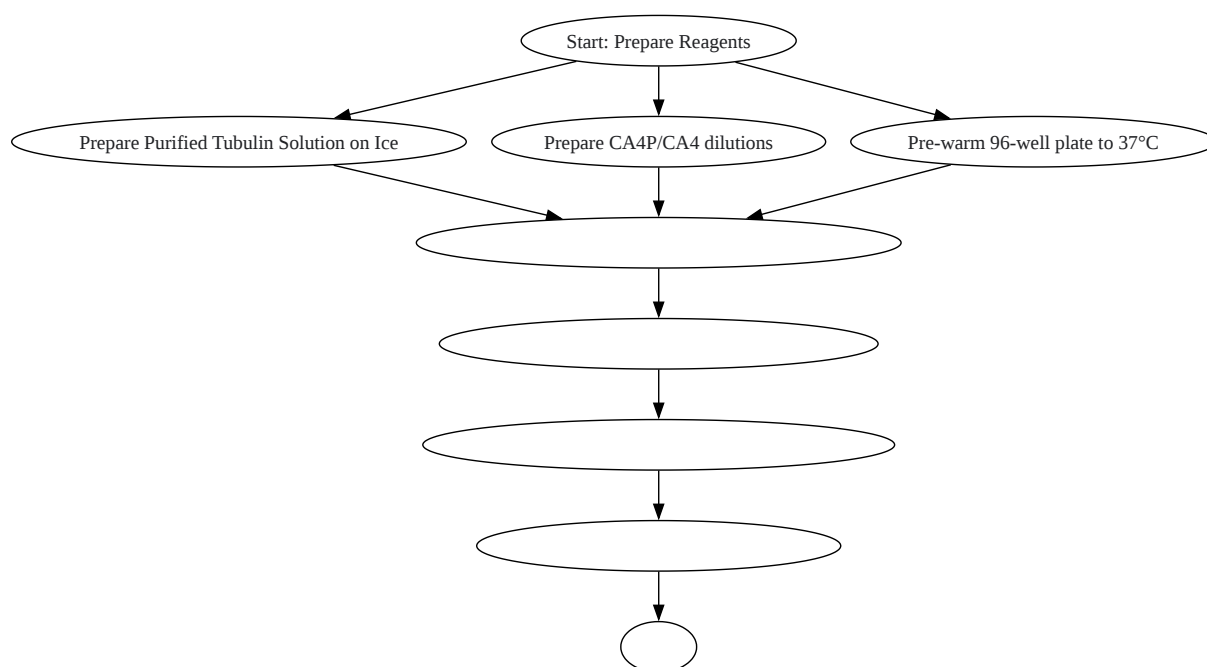 Start: Prepare Reagents
Prepare Purified Tubulin Solution on Ice
Prepare CA4P/CA4 dilutions
Pre-warm 96-well plate to 37°C